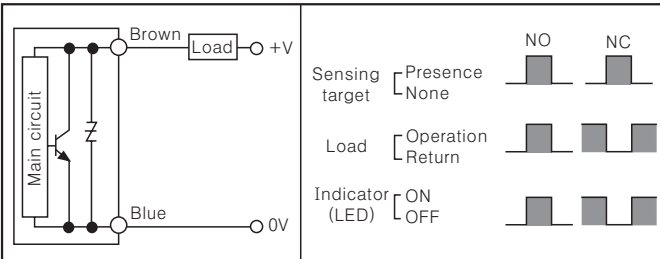 Brown
Load
+V
Main circuit
Blue
0V
NO NC
Sensing target
Presence
None
Load
Operation
Return
Indicator (LED)
ON
OFF